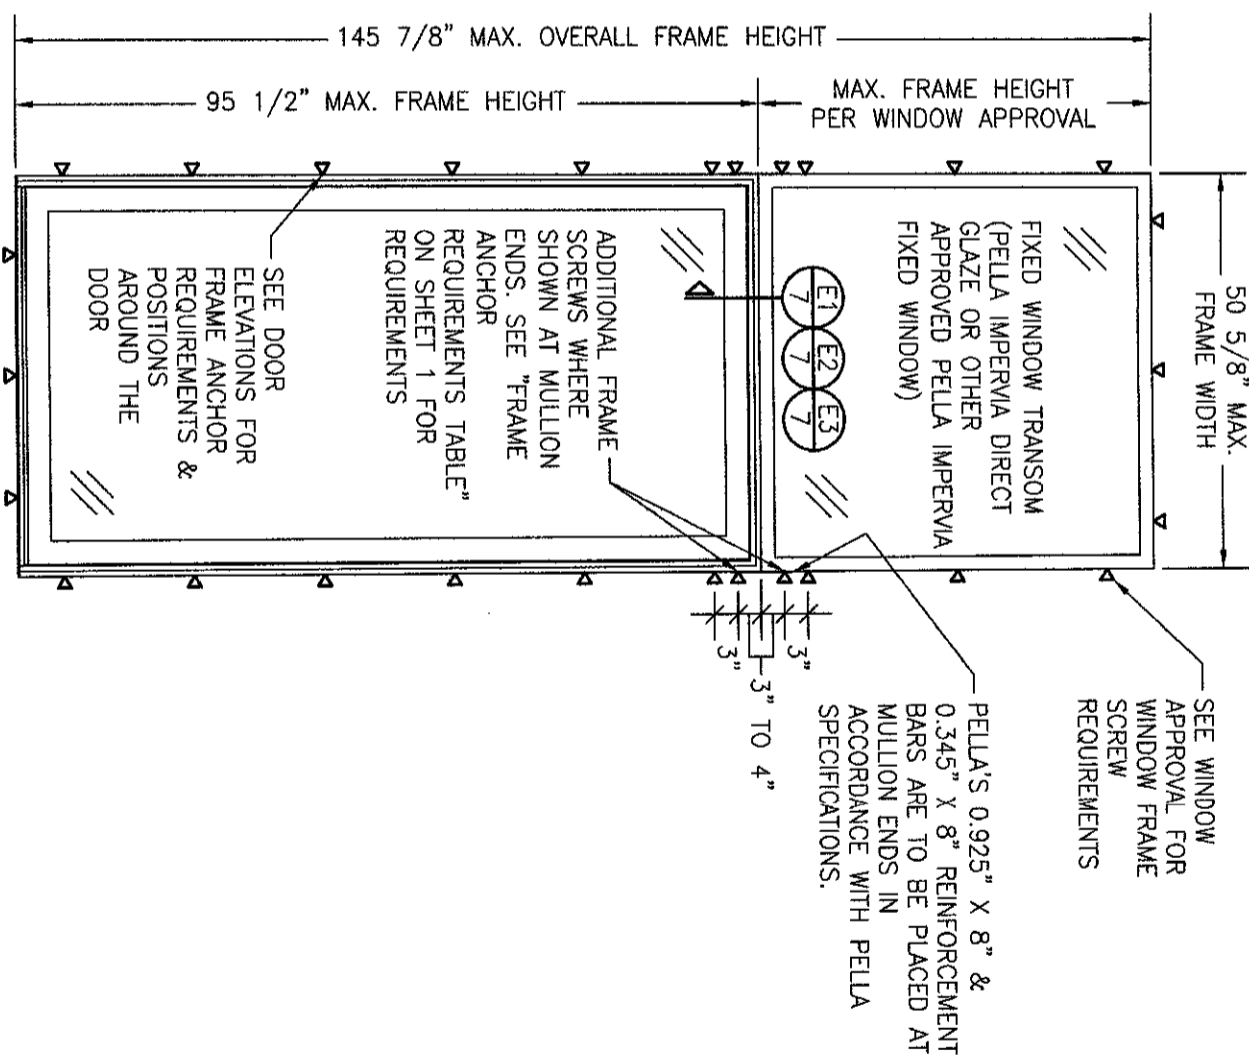 145 7/8" MAX. OVERALL FRAME HEIGHT
95 1/2" MAX. FRAME HEIGHT
MAX. FRAME HEIGHT
PER WINDOW APPROVAL
50 5/8" MAX.
FRAME WIDTH
FIXED WINDOW TRANSOM
(PELLA IMPERVIA DIRECT
GLAZE OR OTHER
APPROVED PELLA IMPERVIA
FIXED WINDOW)
E1
7
E2
7
E3
7
ADDITIONAL FRAME
SCREWS WHERE
SHOWN AT MULLION
ENDS. SEE "FRAME
ANCHOR
REQUIREMENTS TABLE"
ON SHEET 1 FOR
REQUIREMENTS
SEE DOOR
ELEVATIONS FOR
FRAME ANCHOR
REQUIREMENTS &
POSITIONS
AROUND THE
DOOR
3"
3"
3" TO 4"
SEE WINDOW
APPROVAL FOR
WINDOW FRAME
SCREW
REQUIREMENTS
PELLA'S 0.925" X 8" &
0.345" X 8" REINFORCEMENT
BARS ARE TO BE PLACED AT
MULLION ENDS IN
ACCORDANCE WITH PELLA
SPECIFICATIONS.